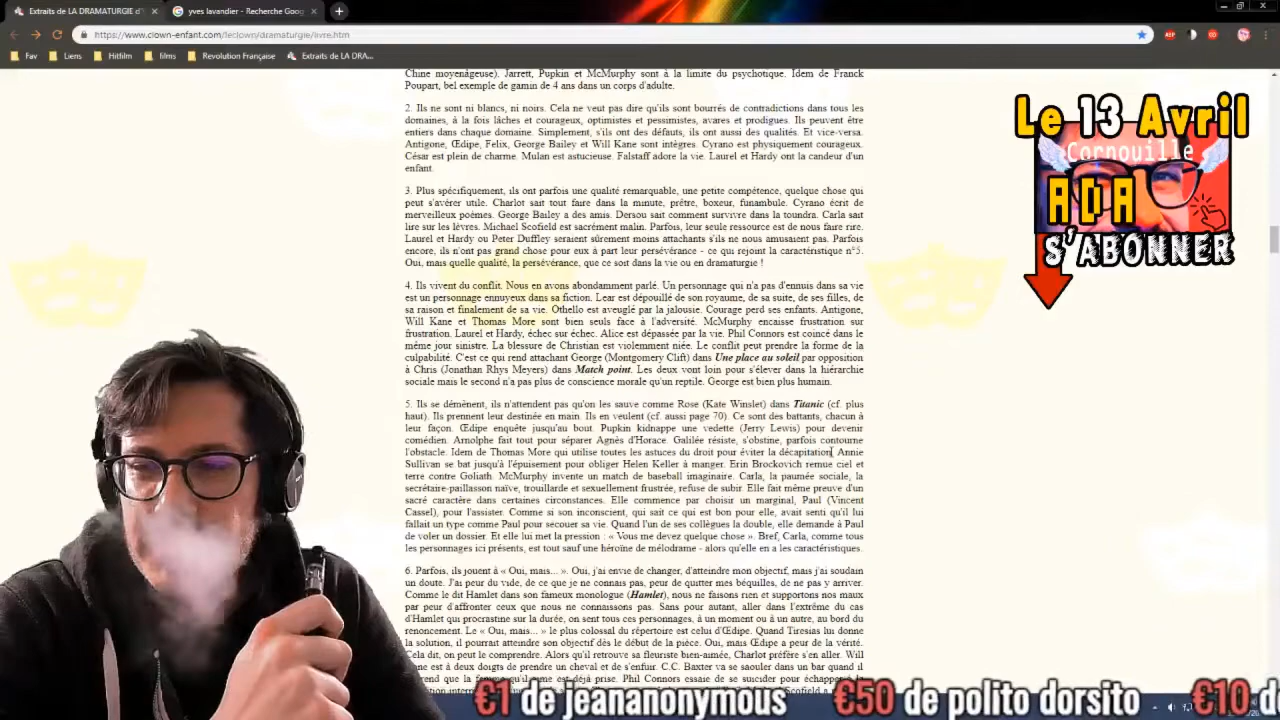 Extraits de LA DRAMATURGIE d'
yves lavandier - Recherche Goog
https://www.clown-enfant.com/leclown/dramaturgie/livre.htm
Fav
Liens
Hitfilm
films
Revolution Française
Extraits de LA DRA...
Chine moyenâgeuse). Jarrett, Pupkin et McMurphy sont à la limite du psychotique. Idem de Franck
Poupart, bel exemple de gamin de 4 ans dans un corps d'adulte.
2. Ils ne sont ni blancs, ni noirs. Cela ne veut pas dire qu'ils sont bourrés de contradictions dans tous les
domaines, à la fois lâches et courageux, optimistes et pessimistes, avares et prodigues. Ils peuvent être
entiers dans chaque domaine. Simplement, s'ils ont des défauts, ils ont aussi des qualités. Et vice-versa.
Antigone, Œdipe, Felix, George Bailey et Will Kane sont intègres. Cyrano est physiquement courageux.
César est plein de charme. Mulan est astucieuse. Falstaff adore la vie. Laurel et Hardy ont la candeur d'un
enfant.
3. Plus spécifiquement, ils ont parfois une qualité remarquable, une petite compétence, quelque chose qui
peut s'avérer utile. Charlot sait tout faire dans la minute, prêtre, boxeur, funambule. Cyrano écrit de
merveilleux poèmes. George Bailey a des amis. Dersou sait comment survivre dans la toundra. Carla sait
lire sur les lèvres. Michael Scofield est sacrément malin. Parfois, leur seule ressource est de nous faire rire.
Laurel et Hardy ou Peter Duffley seraient sûrement moins attachants s'ils ne nous amusaient pas. Parfois
encore, ils n'ont pas grand chose pour eux à part leur persévérance - ce qui rejoint la caractéristique n°5.
Oui, mais quelle qualité, la persévérance, que ce soit dans la vie ou en dramaturgie !
4. Ils vivent du conflit. Nous en avons abondamment parlé. Un personnage qui n'a pas d'ennuis dans sa vie
est un personnage ennuyeux dans sa fiction. Lear est dépouillé de son royaume, de sa suite, de ses filles, de
sa raison et finalement de sa vie. Othello est aveuglé par la jalousie. Courage perd ses enfants. Antigone,
Will Kane et Thomas More sont bien seuls face à l'adversité. McMurphy encaisse frustration sur
frustration. Laurel et Hardy, échec sur échec. Alice est dépassée par la vie. Phil Connors est coincé dans le
même jour sinistre. La blessure de Christian est violemment niée. Le conflit peut prendre la forme de la
culpabilité. C'est ce qui rend attachant George (Montgomery Clift) dans Une place au soleil par opposition
à Chris (Jonathan Rhys Meyers) dans Match point. Les deux vont loin pour s'élever dans la hiérarchie
sociale mais le second n'a pas plus de conscience morale qu'un reptile. George est bien plus humain.
5. Ils se démènent, ils n'attendent pas qu'on les sauve comme Rose (Kate Winslet) dans Titanic (cf. plus
haut). Ils prennent leur destinée en main. Ils en veulent (cf. aussi page 70). Ce sont des battants, chacun à
leur façon. Œdipe enquête jusqu'au bout. Pupkin kidnappe une vedette (Jerry Lewis) pour devenir
comédien. Arnolphe fait tout pour séparer Agnès d'Horace. Galilée résiste, s'obstine, parfois contourne
l'obstacle. Idem de Thomas More qui utilise toutes les astuces du droit pour éviter la décapitation. Annie
Sullivan se bat jusqu'à l'épuisement pour obliger Helen Keller à manger. Erin Brockovich remue ciel et
terre contre Goliath. McMurphy invente un match de baseball imaginaire. Carla, la paumée sociale, la
secrétaire-paillasson naïve, trouillarde et sexuellement frustrée, refuse de subir. Elle fait même preuve d'un
sacré caractère dans certaines circonstances. Elle commence par choisir un marginal, Paul (Vincent
Cassel), pour l'assister. Comme si son inconscient, qui sait ce qui est bon pour elle, avait senti qu'il lui
fallait un type comme Paul pour secouer sa vie. Quand l'un de ses collègues la double, elle demande à Paul
de voler un dossier. Et elle lui met la pression : « Vous me devez quelque chose ». Bref, Carla, comme tous
les personnages ici présents, est tout sauf une héroïne de mélodrame - alors qu'elle en a les caractéristiques.
6. Parfois, ils jouent à « Oui, mais... ». Oui, j'ai envie de changer, d'atteindre mon objectif, mais j'ai soudain
un doute. J'ai peur du vide, de ce que je ne connais pas, peur de quitter mes béquilles, de ne pas y arriver.
Comme le dit Hamlet dans son fameux monologue (Hamlet), nous ne faisons rien et supportons nos maux
par peur d'affronter ceux que nous ne connaissons pas. Sans pour autant, aller dans l'extrême du cas
d'Hamlet qui procrastine sur la durée, on sent tous ces personnages, à un moment ou à un autre, au bord du
renoncement. Le « Oui, mais... » le plus colossal du répertoire est celui d'Œdipe. Quand Tiresias lui donne
la solution, il pourrait atteindre son objectif dès le début de la pièce. Oui, mais Œdipe a peur de la vérité.
Cela dit, on peut le comprendre. Alors qu'il retrouve sa fleuriste bien-aimée, Charlot préfère s'en aller. Will
est à deux doigts de prendre un cheval et de s'enfuir. C.C. Baxter va se saouler dans un bar quand il
que la femme qu'il aime est déjà prise. Phil Connors essaie de se suicider pour échapper
Le 13 Avril
Cornouille
ADA
S'ABONNER
€1 de jeananonymous €50 de polito dorsito €10 d